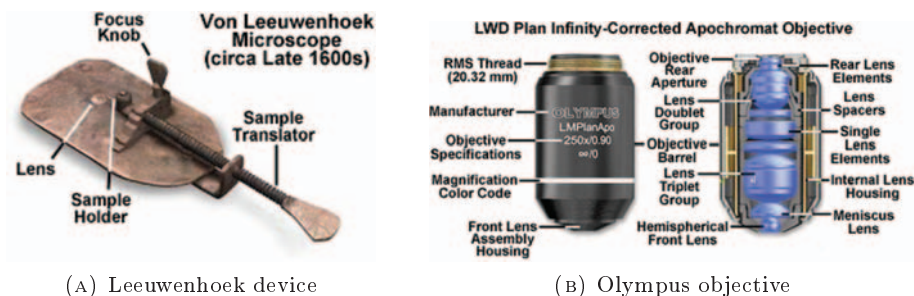 Von Leeuwenhoek
Microscope
(circa Late 1600s)
Focus
Knob
Sample
Translator
Lens
Sample
Holder
(A) Leeuwenhoek device
LWD Plan Infinity-Corrected Apochromat Objective
RMS Thread
(20.32 mm)
Manufacturer
Objective
Specifications
Magnification
Color Code
Front Lens
Assembly
Housing
OLYMPUS
LMPlanApo
250x/0.90
∞/0
Objective
Rear
Aperture
Lens
Doublet
Group
Objective
Barrel
Lens
Triplet
Group
Hemispherical
Front Lens
Rear Lens
Elements
Lens
Spacers
Single
Lens
Elements
Internal Lens
Housing
Meniscus
Lens
(B) Olympus objective